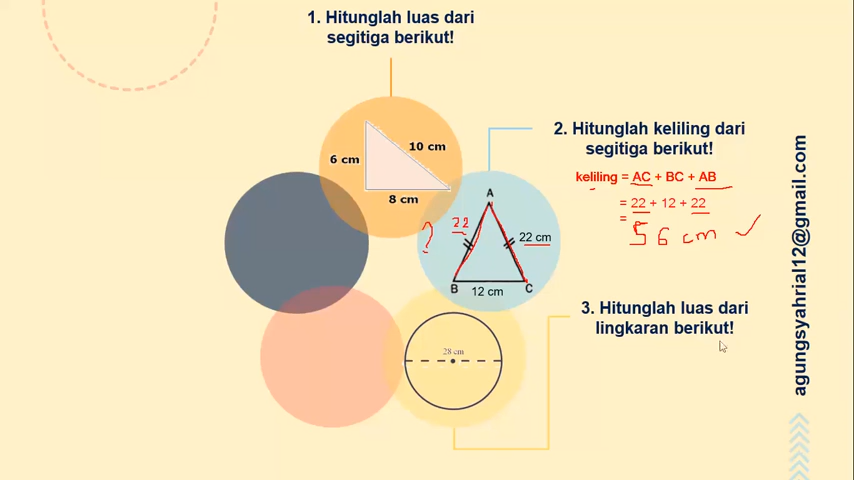 1. Hitunglah luas dari
segitiga berikut!
6 cm
10 cm
8 cm
2. Hitunglah keliling dari
segitiga berikut!
keliling = AC + BC + AB
= 22 + 12 + 22
=
56 cm ✓
A
22
?
22 cm
B
12 cm
C
3. Hitunglah luas dari
lingkaran berikut!
28 cm
agungsyahrial12@gmail.com